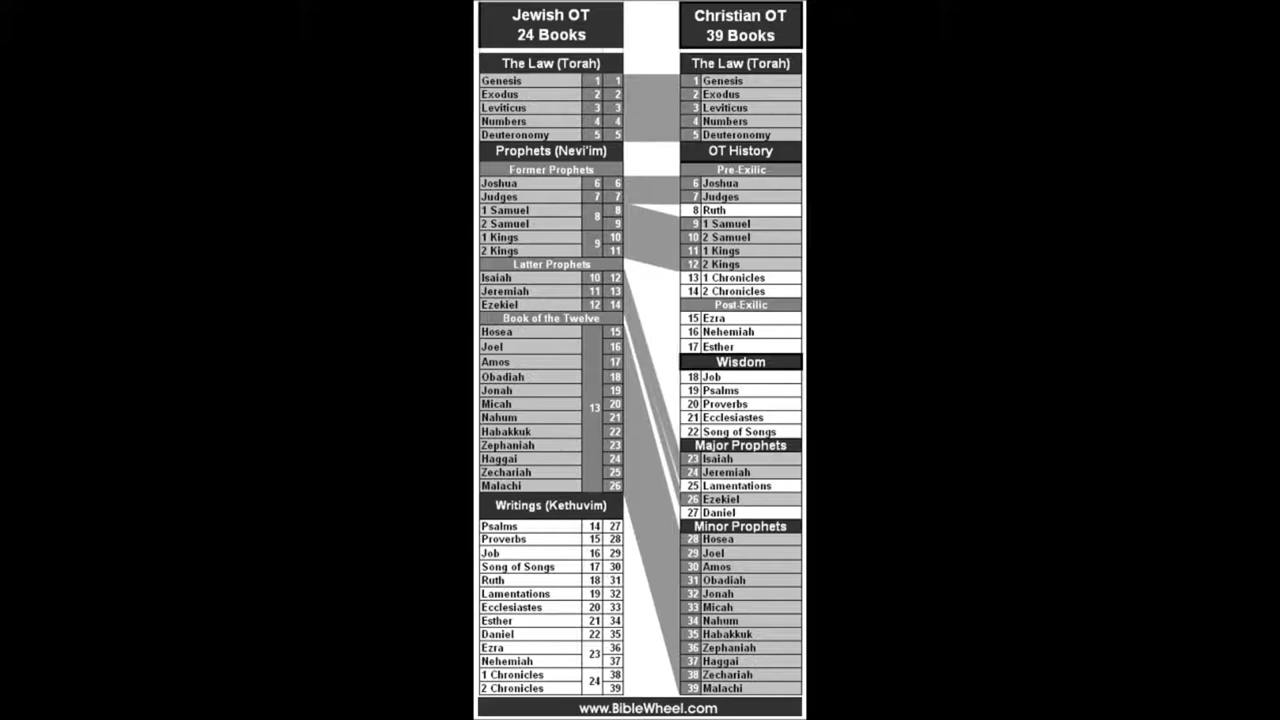 Jewish OT
24 Books
The Law (Torah)
Genesis 1 1
Exodus 2 2
Leviticus 3 3
Numbers 4 4
Deuteronomy 5 5
Prophets (Nevi'im)
Former Prophets
Joshua 6 6
Judges 7 7
1 Samuel 8 8
2 Samuel 9
1 Kings 9 10
2 Kings 11
Latter Prophets
Isaiah 10 12
Jeremiah 11 13
Ezekiel 12 14
Book of the Twelve
Hosea 15
Joel 16
Amos 17
Obadiah 18
Jonah 19
Micah 13 20
Nahum 21
Habakkuk 22
Zephaniah 23
Haggai 24
Zechariah 25
Malachi 26
Writings (Kethuvim)
Psalms 14 27
Proverbs 15 28
Job 16 29
Song of Songs 17 30
Ruth 18 31
Lamentations 19 32
Ecclesiastes 20 33
Esther 21 34
Daniel 22 35
Ezra 23 36
Nehemiah 37
1 Chronicles 24 38
2 Chronicles 39
Christian OT
39 Books
The Law (Torah)
1 Genesis
2 Exodus
3 Leviticus
4 Numbers
5 Deuteronomy
OT History
Pre-Exilic
6 Joshua
7 Judges
8 Ruth
9 1 Samuel
10 2 Samuel
11 1 Kings
12 2 Kings
13 1 Chronicles
14 2 Chronicles
Post-Exilic
15 Ezra
16 Nehemiah
17 Esther
Wisdom
18 Job
19 Psalms
20 Proverbs
21 Ecclesiastes
22 Song of Songs
Major Prophets
23 Isaiah
24 Jeremiah
25 Lamentations
26 Ezekiel
27 Daniel
Minor Prophets
28 Hosea
29 Joel
30 Amos
31 Obadiah
32 Jonah
33 Micah
34 Nahum
35 Habakkuk
36 Zephaniah
37 Haggai
38 Zechariah
39 Malachi
www.BibleWheel.com